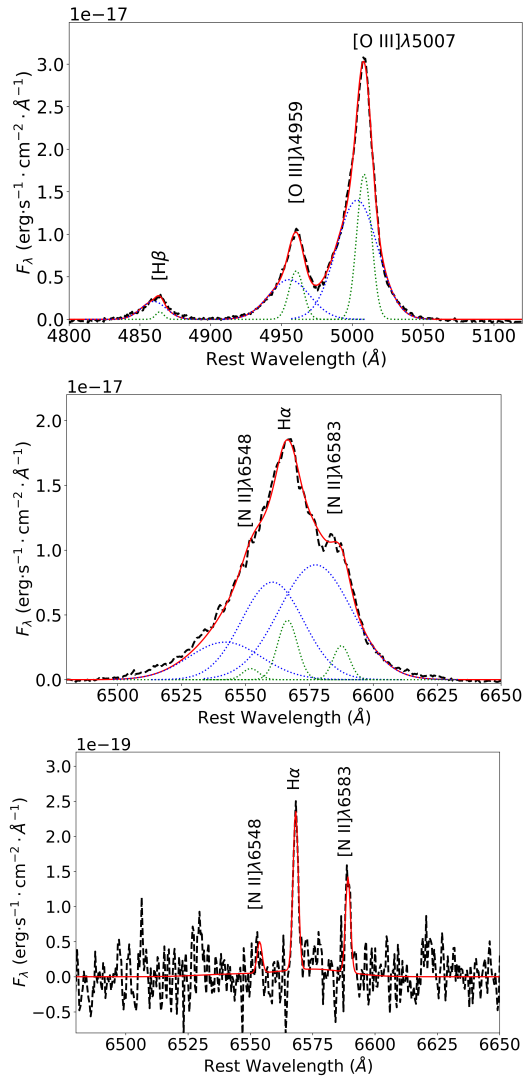 1e−17
[O III]λ5007
[O III]λ4959
[Hβ
3.0
2.5
2.0
1.5
1.0
0.5
0.0
Fλ (erg·s⁻¹ · cm⁻² · Å⁻¹)
4800 4850 4900 4950 5000 5050 5100
Rest Wavelength (Å)
1e−17
[N II]λ6548
Hα
[N II]λ6583
2.0
1.5
1.0
0.5
0.0
Fλ (erg·s⁻¹ · cm⁻² · Å⁻¹)
6500 6525 6550 6575 6600 6625 6650
Rest Wavelength (Å)
1e−19
[N II]λ6548
Hα
[N II]λ6583
3.0
2.5
2.0
1.5
1.0
0.5
0.0
−0.5
Fλ (erg·s⁻¹ · cm⁻² · Å⁻¹)
6500 6525 6550 6575 6600 6625 6650
Rest Wavelength (Å)